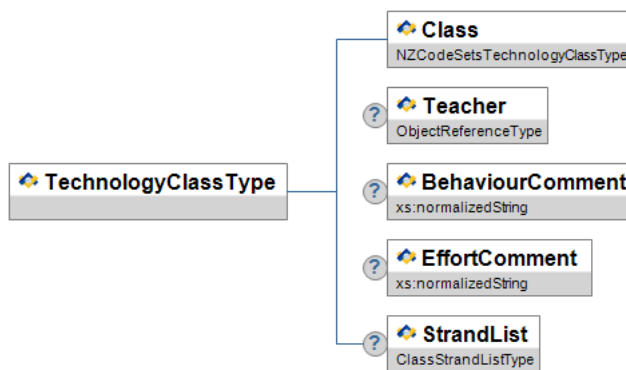 Class
NZCodeSetsTechnologyClassType
?
Teacher
ObjectReferenceType
TechnologyClassType
?
BehaviourComment
xs:normalizedString
?
EffortComment
xs:normalizedString
?
StrandList
ClassStrandListType